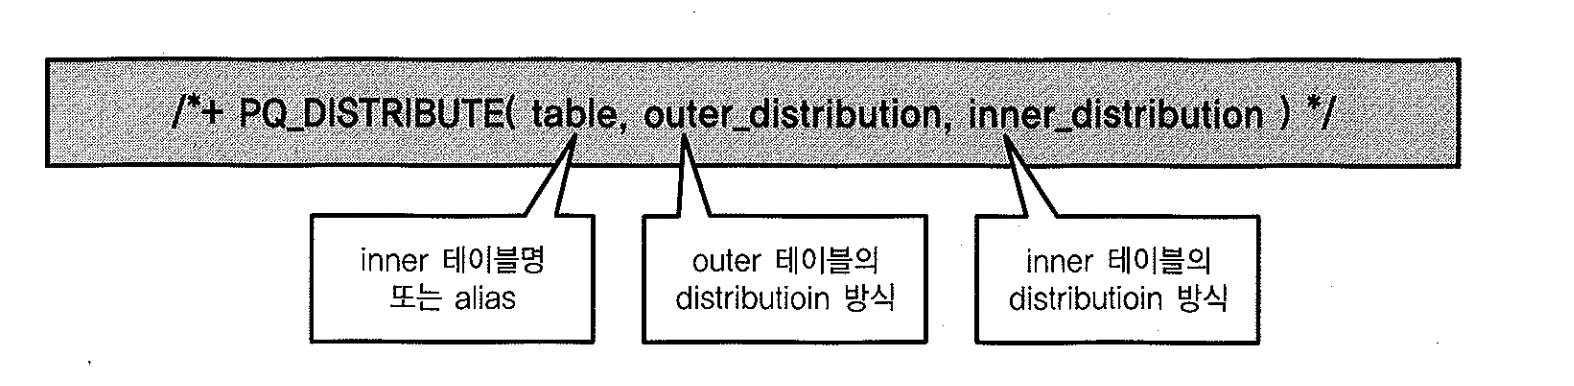 /*+ PQ_DISTRIBUTE( table, outer_distribution, inner_distribution ) */
inner 테이블명
또는 alias
outer 테이블의
distributioin 방식
inner 테이블의
distributioin 방식